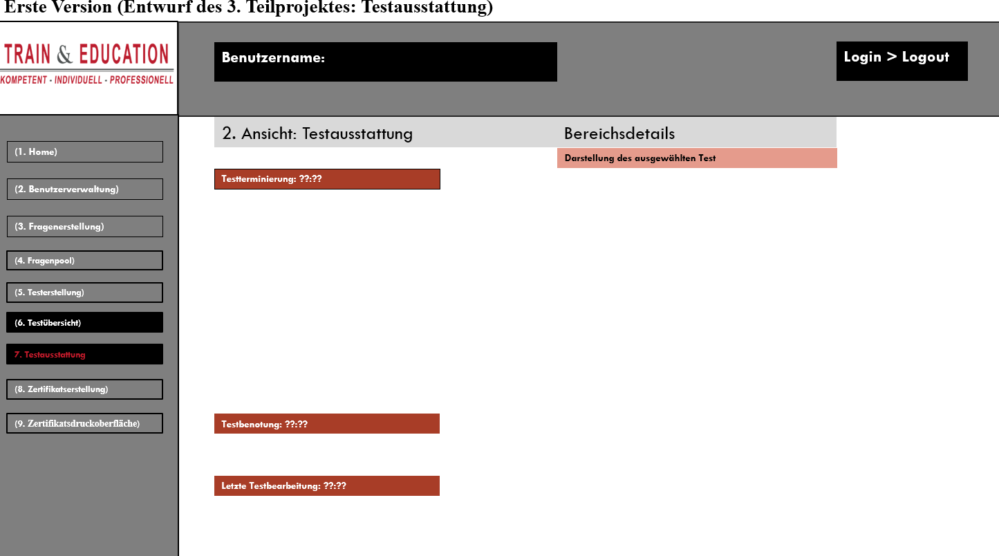 Erste Version (Entwurf des 3. Teilprojektes: Testausstattung)
TRAIN & EDUCATION
KOMPETENT - INDIVIDUELL - PROFESSIONELL
Benutzername:
Login > Logout
(1. Home)
(2. Benutzerverwaltung)
(3. Fragenerstellung)
(4. Fragenpool)
(5. Testerstellung)
(6. Testübersicht)
7. Testausstattung
(8. Zertifikatserstellung)
(9. Zertifikatsdruckoberfläche)
2. Ansicht: Testausstattung
Bereichsdetails
Darstellung des ausgewählten Test
Testterminierung: ??:??
Testbenotung: ??:??
Letzte Testbearbeitung: ??:??